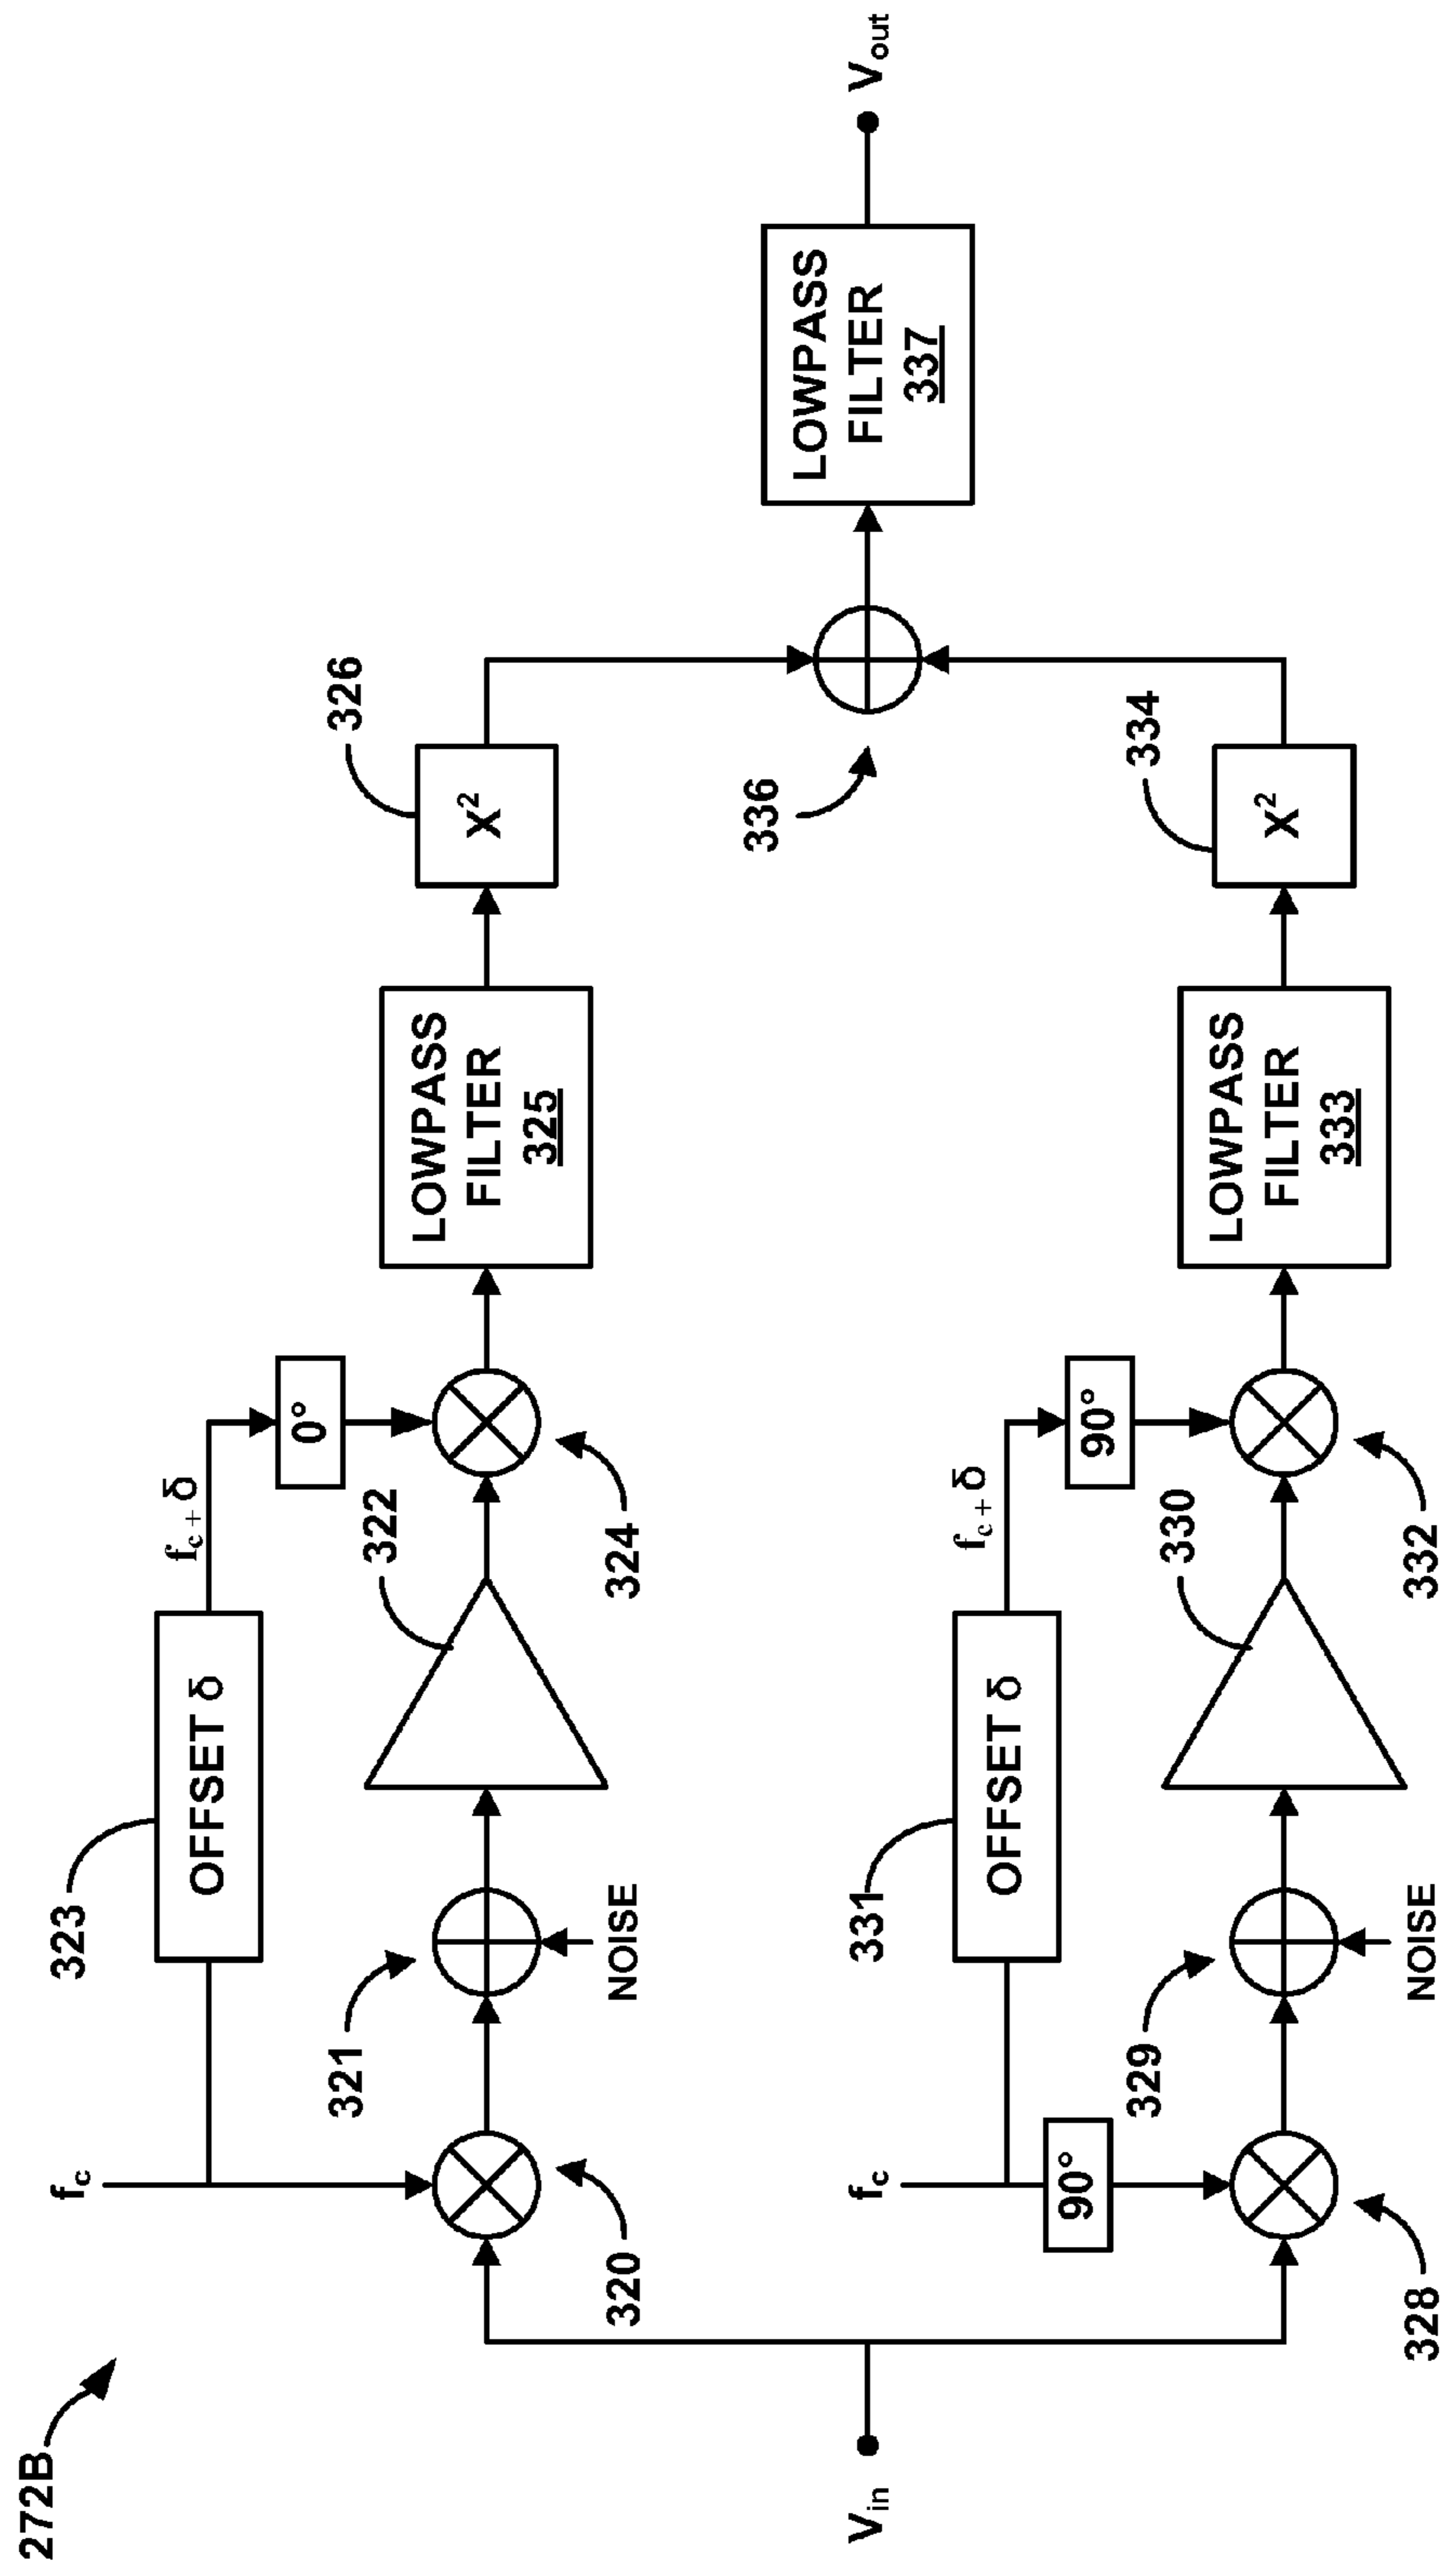 272B
fc
323
OFFSET δ
fc + δ
0°
326
321
322
LOWPASS
FILTER
325
X2
320
NOISE
324
Vin
336
LOWPASS
FILTER
337
Vout
fc
331
OFFSET δ
fc + δ
90°
90°
329
330
334
LOWPASS
FILTER
333
X2
328
NOISE
332